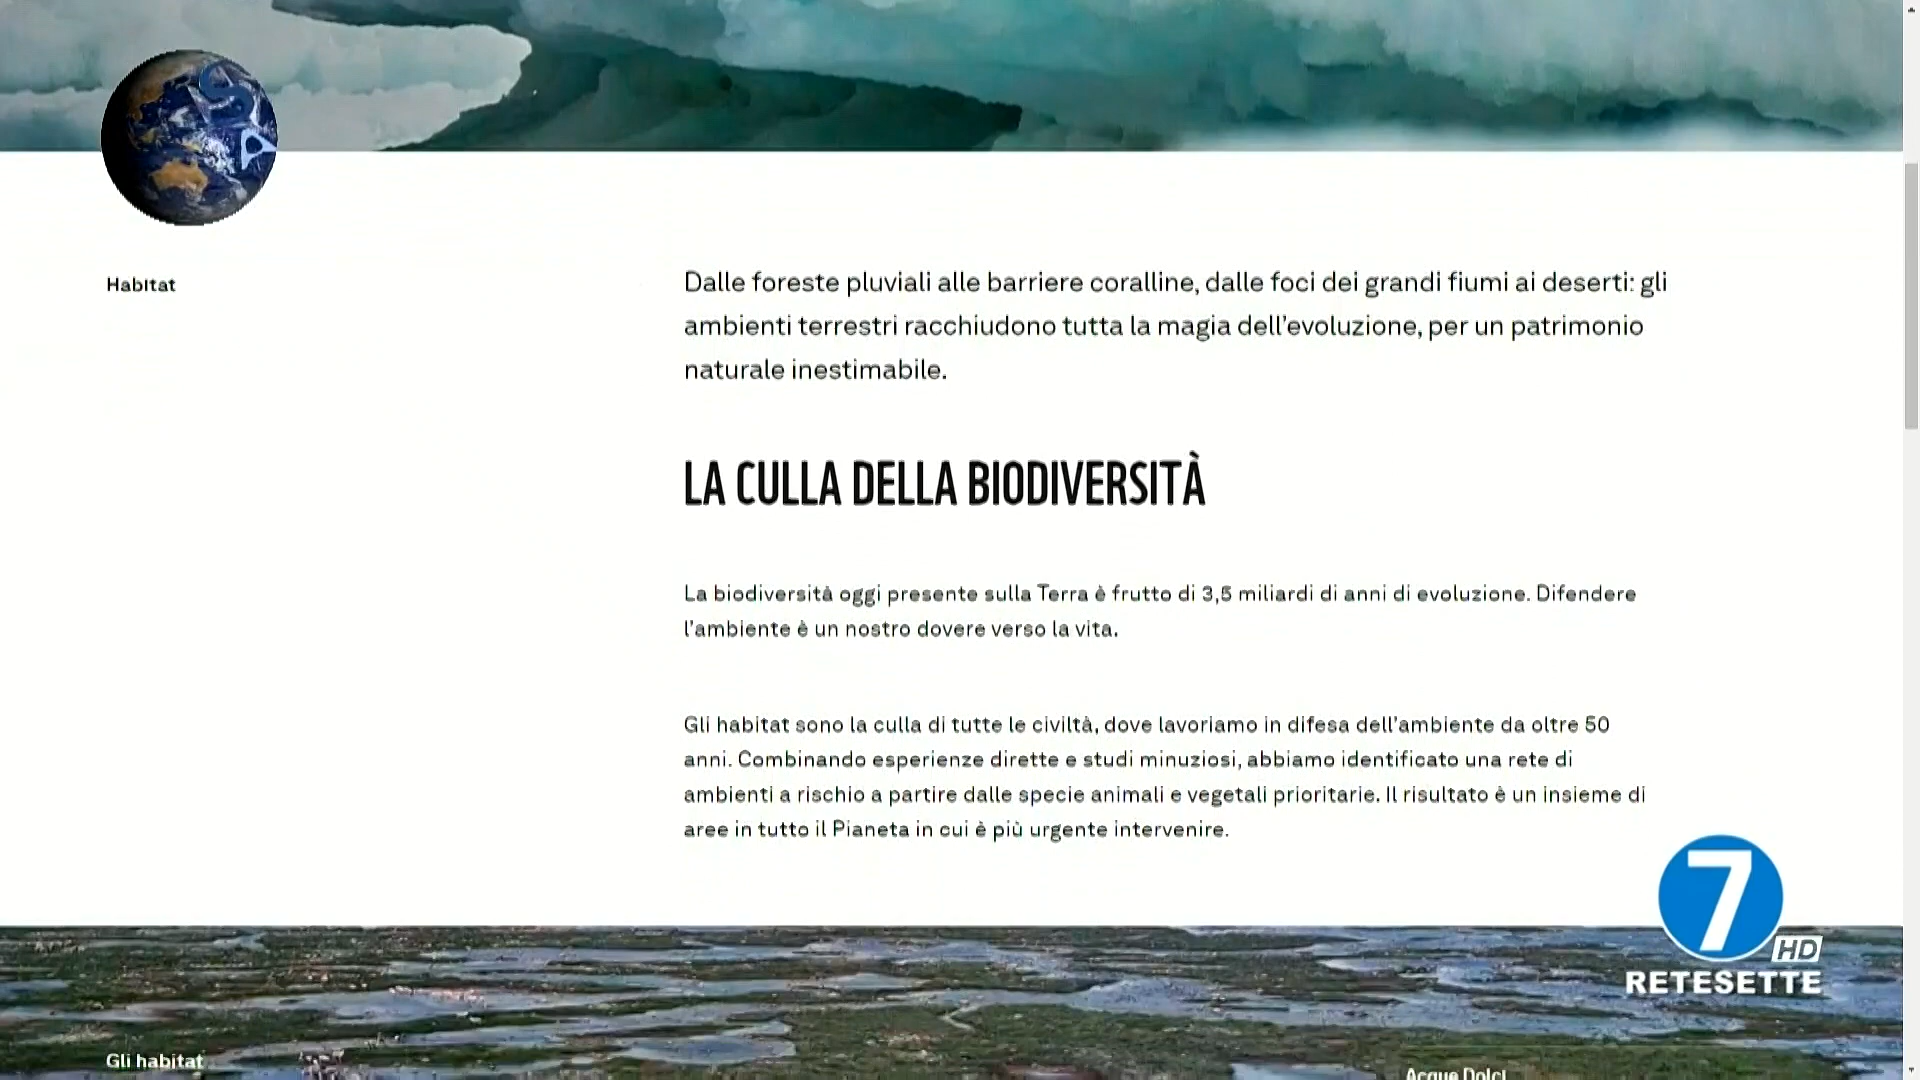 Habitat
Dalle foreste pluviali alle barriere coralline, dalle foci dei grandi fiumi ai deserti: gli
ambienti terrestri racchiudono tutta la magia dell'evoluzione, per un patrimonio
naturale inestimabile.
LA CULLA DELLA BIODIVERSITÀ
La biodiversità oggi presente sulla Terra è frutto di 3,5 miliardi di anni di evoluzione. Difendere
l'ambiente è un nostro dovere verso la vita.
Gli habitat sono la culla di tutte le civiltà, dove lavoriamo in difesa dell'ambiente da oltre 50
anni. Combinando esperienze dirette e studi minuziosi, abbiamo identificato una rete di
ambienti a rischio a partire dalle specie animali e vegetali prioritarie. Il risultato è un insieme di
aree in tutto il Pianeta in cui è più urgente intervenire.
7
HD
RETESETTE
Gli habitat
Acque Dolci